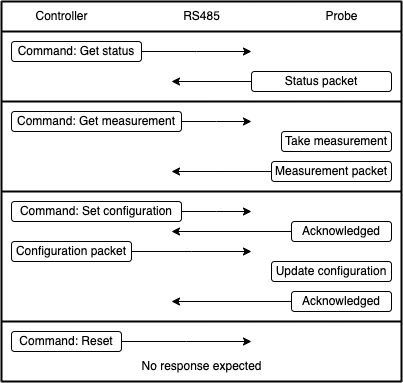 Controller RS485 Probe
Command: Get status
Status packet
Command: Get measurement
Take measurement
Measurement packet
Command: Set configuration
Acknowledged
Configuration packet
Update configuration
Acknowledged
Command: Reset
No response expected